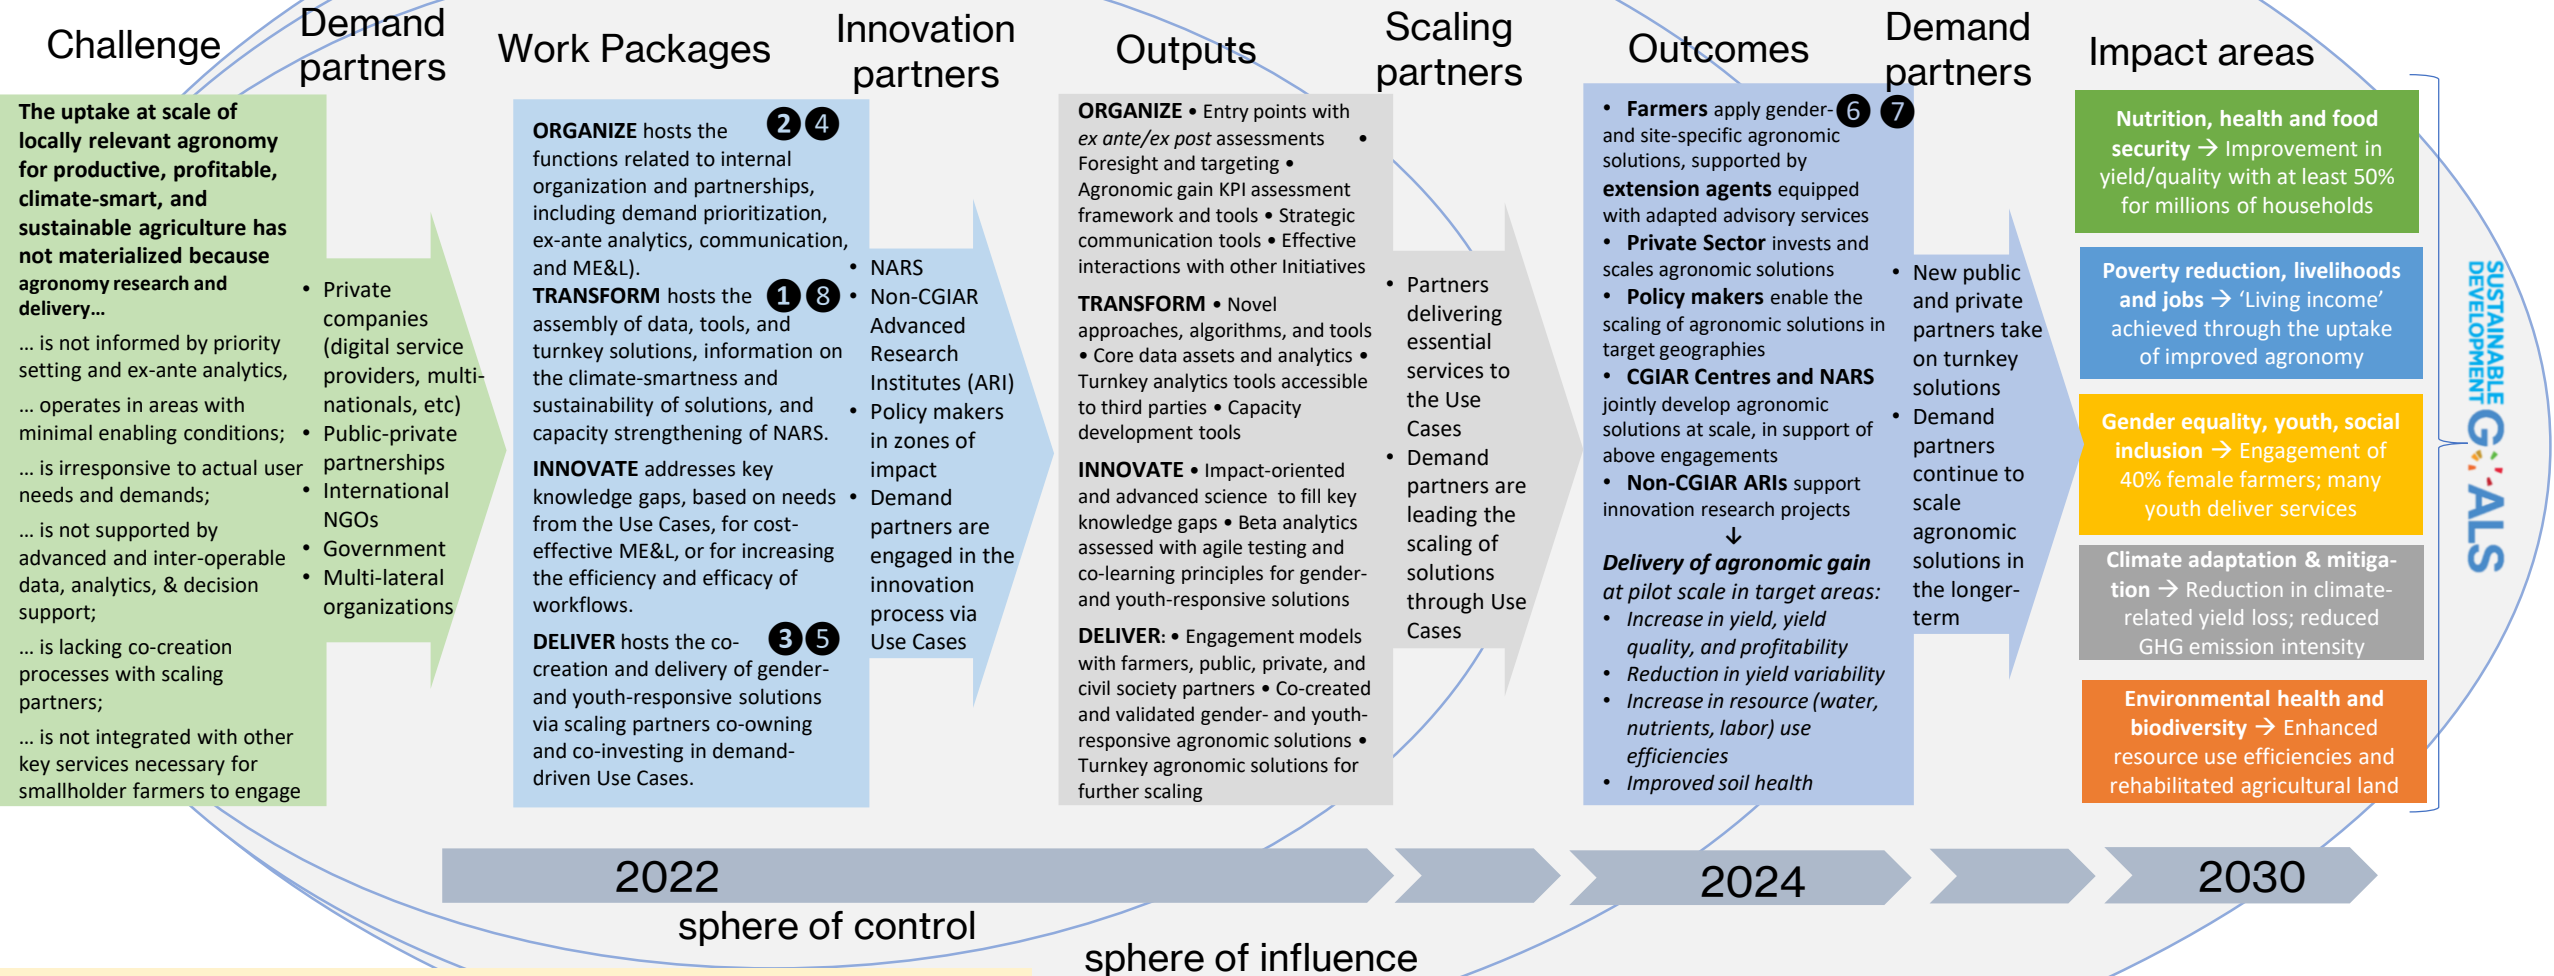 Challenge
The uptake at scale of
locally relevant agronomy
for productive, profitable,
climate-smart, and
sustainable agriculture has
not materialized because
agronomy research and
delivery…
… is not informed by priority
setting and ex-ante analytics,
… operates in areas with
minimal enabling conditions;
… is irresponsive to actual user
needs and demands;
… is not supported by
advanced and inter-operable
data, analytics, & decision
support;
… is lacking co-creation
processes with scaling
partners;
… is not integrated with other
key services necessary for
smallholder farmers to engage
Demand
partners
• Private
companies
(digital service
providers, multi-
nationals, etc)
• Public-private
partnerships
• International
NGOs
• Government
• Multi-lateral
organizations
Work Packages
ORGANIZE hosts the ❷ ❹
functions related to internal
organization and partnerships,
including demand prioritization,
ex-ante analytics, communication,
and ME&L).
TRANSFORM hosts the ❶ ❽
assembly of data, tools, and
turnkey solutions, information on
the climate-smartness and
sustainability of solutions, and
capacity strengthening of NARS.
INNOVATE addresses key
knowledge gaps, based on needs
from the Use Cases, for cost-
effective ME&L, or for increasing
the efficiency and efficacy of
workflows.
DELIVER hosts the co- ❸ ❺
creation and delivery of gender-
and youth-responsive solutions
via scaling partners co-owning
and co-investing in demand-
driven Use Cases.
Innovation
partners
• NARS
• Non-CGIAR
Advanced
Research
Institutes (ARI)
• Policy makers
in zones of
impact
• Demand
partners are
engaged in the
innovation
process via
Use Cases
Outputs
ORGANIZE • Entry points with
ex ante/ex post assessments •
Foresight and targeting •
Agronomic gain KPI assessment
framework and tools • Strategic
communication tools • Effective
interactions with other Initiatives
TRANSFORM • Novel
approaches, algorithms, and tools
• Core data assets and analytics •
Turnkey analytics tools accessible
to third parties • Capacity
development tools
INNOVATE • Impact-oriented
and advanced science to fill key
knowledge gaps • Beta analytics
assessed with agile testing and
co-learning principles for gender-
and youth-responsive solutions
DELIVER: • Engagement models
with farmers, public, private, and
civil society partners • Co-created
and validated gender- and youth-
responsive agronomic solutions •
Turnkey agronomic solutions for
further scaling
Scaling
partners
• Partners
delivering
essential
services to
the Use
Cases
• Demand
partners are
leading the
scaling of
solutions
through Use
Cases
Outcomes
• Farmers apply gender- ❻ ❼
and site-specific agronomic
solutions, supported by
extension agents equipped
with adapted advisory services
• Private Sector invests and
scales agronomic solutions
• Policy makers enable the
scaling of agronomic solutions in
target geographies
• CGIAR Centres and NARS
jointly develop agronomic
solutions at scale, in support of
above engagements
• Non-CGIAR ARIs support
innovation research projects
↓
Delivery of agronomic gain
at pilot scale in target areas:
• Increase in yield, yield
quality, and profitability
• Reduction in yield variability
• Increase in resource (water,
nutrients, labor) use
efficiencies
• Improved soil health
Demand
partners
• New public
and private
partners take
on turnkey
solutions
• Demand
partners
continue to
scale
agronomic
solutions in
the longer-
term
Impact areas
Nutrition, health and food
security → Improvement in
yield/quality with at least 50%
for millions of households
Poverty reduction, livelihoods
and jobs → ‘Living income’
achieved through the uptake
of improved agronomy
Gender equality, youth, social
inclusion → Engagement of
40% female farmers; many
youth deliver services
Climate adaptation & mitiga-
tion → Reduction in climate-
related yield loss; reduced
GHG emission intensity
Environmental health and
biodiversity → Enhanced
resource use efficiencies and
rehabilitated agricultural land
SUSTAINABLE
DEVELOPMENT
GOALS
2022
2024
2030
sphere of control
sphere of influence